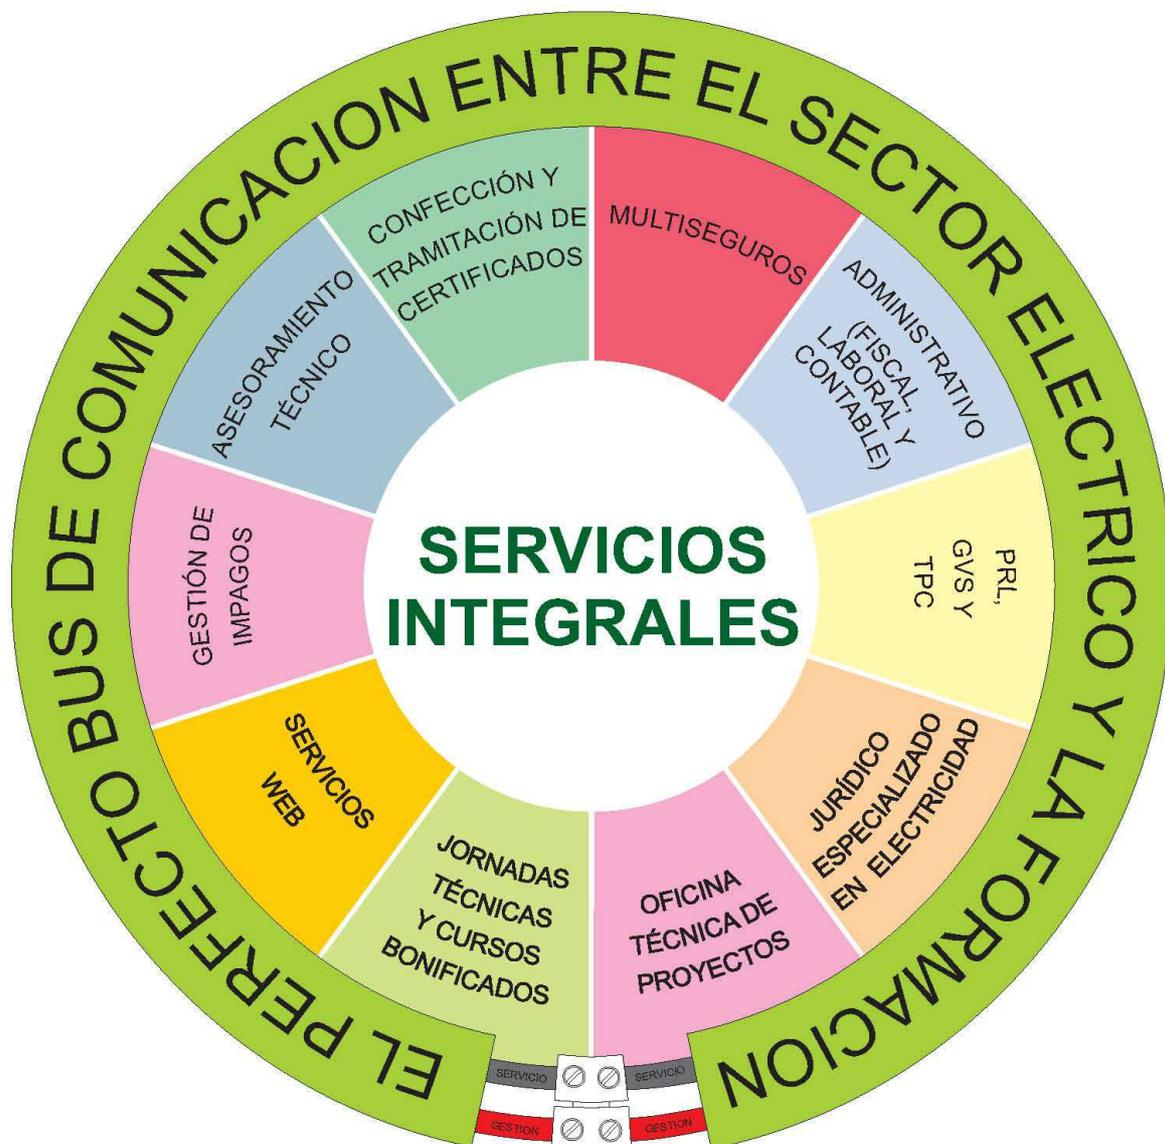 EL PERFECTO BUS DE COMUNICACION ENTRE EL SECTOR ELECTRICO Y LA FORMACION
MULTISEGUROS
ADMINISTRATIVO
(FISCAL,
LABORAL Y
CONTABLE)
PRL,
GVS Y
TPC
JURÍDICO
ESPECIALIZADO
EN ELECTRICIDAD
OFICINA
TÉCNICA DE
PROYECTOS
JORNADAS
TÉCNICAS
Y CURSOS
BONIFICADOS
SERVICIOS
WEB
GESTIÓN DE
IMPAGOS
ASESORAMIENTO
TÉCNICO
CONFECCIÓN Y
TRAMITACIÓN DE
CERTIFICADOS
SERVICIOS
INTEGRALES
SERVICIO
SERVICIO
GESTION
GESTION